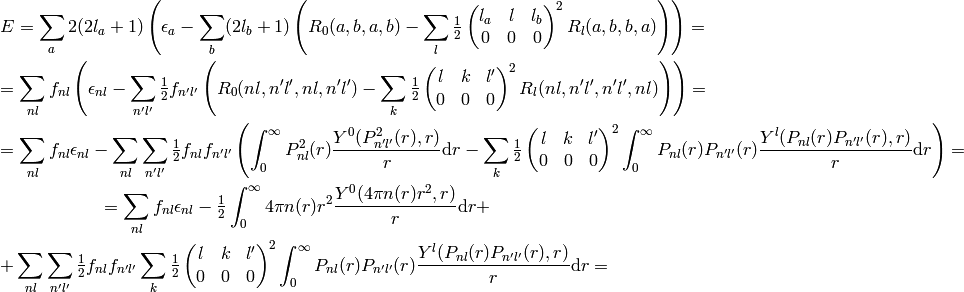 E = \sum_a 2(2l_a+1) \left( \epsilon_a - \sum_b (2l_b+1) \left( R_0(a,b,a,b) - \sum_l \tfrac{1}{2} \begin{pmatrix} l_a & l & l_b \\ 0 & 0 & 0 \end{pmatrix}^2 R_l(a,b,b,a) \right) \right) =
= \sum_{nl} f_{nl} \left( \epsilon_{nl} - \sum_{n'l'} \tfrac{1}{2} f_{n'l'} \left( R_0(nl,n'l',nl,n'l') - \sum_k \tfrac{1}{2} \begin{pmatrix} l & k & l' \\ 0 & 0 & 0 \end{pmatrix}^2 R_l(nl,n'l',n'l',nl) \right) \right) =
= \sum_{nl} f_{nl} \epsilon_{nl} - \sum_{nl} \sum_{n'l'} \tfrac{1}{2} f_{nl} f_{n'l'} \left( \int_0^\infty P_{nl}^2(r) \frac{Y^0(P_{n'l'}^2(r),r)}{r} \mathrm{d}r - \sum_k \tfrac{1}{2} \begin{pmatrix} l & k & l' \\ 0 & 0 & 0 \end{pmatrix}^2 \int_0^\infty P_{nl}(r) P_{n'l'}(r) \frac{Y^l(P_{nl}(r)P_{n'l'}(r),r)}{r} \mathrm{d}r \right) =
= \sum_{nl} f_{nl} \epsilon_{nl} - \tfrac{1}{2} \int_0^\infty 4\pi n(r) r^2 \frac{Y^0(4\pi n(r) r^2,r)}{r} \mathrm{d}r +
+ \sum_{nl} \sum_{n'l'} \tfrac{1}{2} f_{nl} f_{n'l'} \sum_k \tfrac{1}{2} \begin{pmatrix} l & k & l' \\ 0 & 0 & 0 \end{pmatrix}^2 \int_0^\infty P_{nl}(r) P_{n'l'}(r) \frac{Y^l(P_{nl}(r)P_{n'l'}(r),r)}{r} \mathrm{d}r =